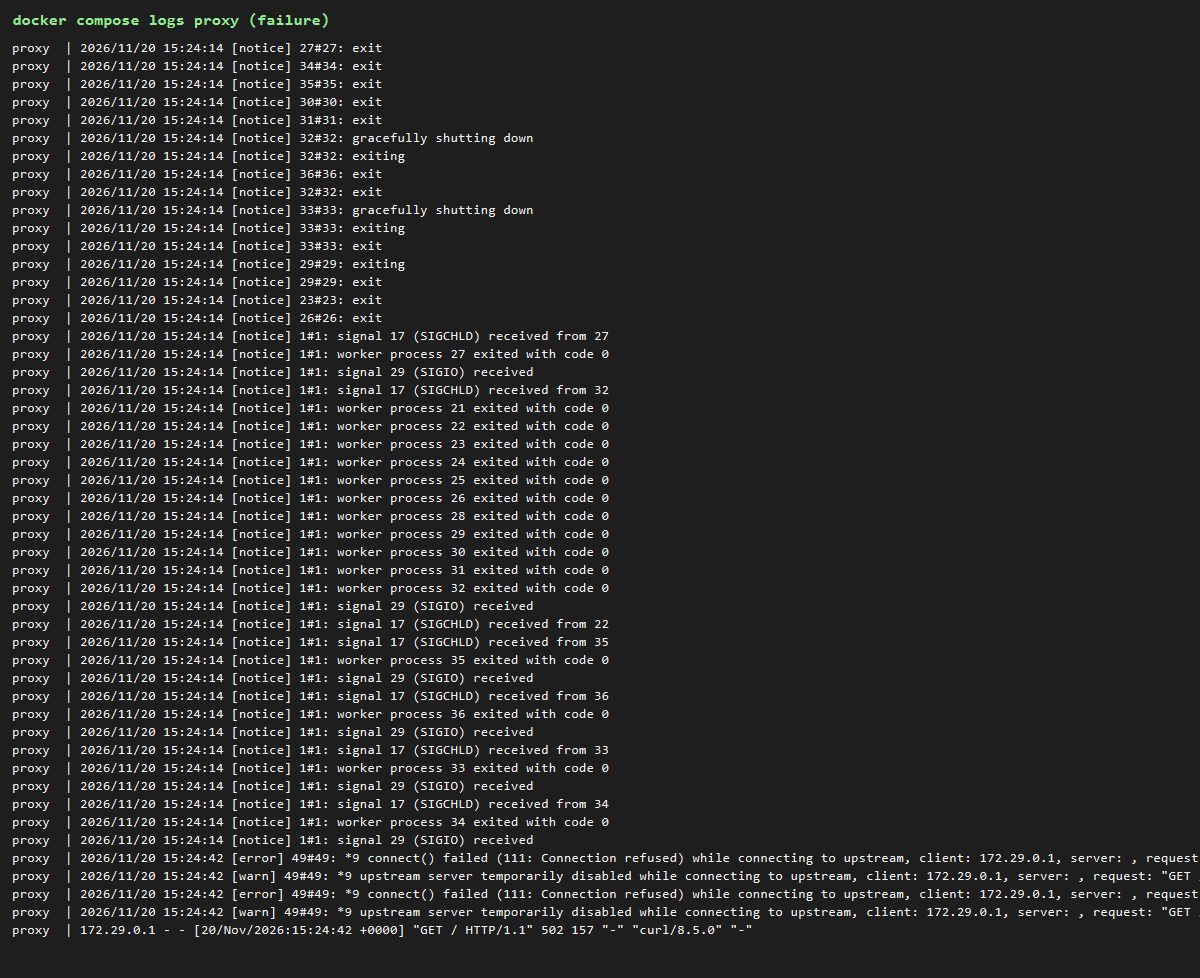 docker compose logs proxy (failure)
proxy  | 2026/11/20 15:24:14 [notice] 27#27: exit
proxy  | 2026/11/20 15:24:14 [notice] 34#34: exit
proxy  | 2026/11/20 15:24:14 [notice] 35#35: exit
proxy  | 2026/11/20 15:24:14 [notice] 30#30: exit
proxy  | 2026/11/20 15:24:14 [notice] 31#31: exit
proxy  | 2026/11/20 15:24:14 [notice] 32#32: gracefully shutting down
proxy  | 2026/11/20 15:24:14 [notice] 32#32: exiting
proxy  | 2026/11/20 15:24:14 [notice] 36#36: exit
proxy  | 2026/11/20 15:24:14 [notice] 32#32: exit
proxy  | 2026/11/20 15:24:14 [notice] 33#33: gracefully shutting down
proxy  | 2026/11/20 15:24:14 [notice] 33#33: exiting
proxy  | 2026/11/20 15:24:14 [notice] 33#33: exit
proxy  | 2026/11/20 15:24:14 [notice] 29#29: exiting
proxy  | 2026/11/20 15:24:14 [notice] 29#29: exit
proxy  | 2026/11/20 15:24:14 [notice] 23#23: exit
proxy  | 2026/11/20 15:24:14 [notice] 26#26: exit
proxy  | 2026/11/20 15:24:14 [notice] 1#1: signal 17 (SIGCHLD) received from 27
proxy  | 2026/11/20 15:24:14 [notice] 1#1: worker process 27 exited with code 0
proxy  | 2026/11/20 15:24:14 [notice] 1#1: signal 29 (SIGIO) received
proxy  | 2026/11/20 15:24:14 [notice] 1#1: signal 17 (SIGCHLD) received from 32
proxy  | 2026/11/20 15:24:14 [notice] 1#1: worker process 21 exited with code 0
proxy  | 2026/11/20 15:24:14 [notice] 1#1: worker process 22 exited with code 0
proxy  | 2026/11/20 15:24:14 [notice] 1#1: worker process 23 exited with code 0
proxy  | 2026/11/20 15:24:14 [notice] 1#1: worker process 24 exited with code 0
proxy  | 2026/11/20 15:24:14 [notice] 1#1: worker process 25 exited with code 0
proxy  | 2026/11/20 15:24:14 [notice] 1#1: worker process 26 exited with code 0
proxy  | 2026/11/20 15:24:14 [notice] 1#1: worker process 28 exited with code 0
proxy  | 2026/11/20 15:24:14 [notice] 1#1: worker process 29 exited with code 0
proxy  | 2026/11/20 15:24:14 [notice] 1#1: worker process 30 exited with code 0
proxy  | 2026/11/20 15:24:14 [notice] 1#1: worker process 31 exited with code 0
proxy  | 2026/11/20 15:24:14 [notice] 1#1: worker process 32 exited with code 0
proxy  | 2026/11/20 15:24:14 [notice] 1#1: signal 29 (SIGIO) received
proxy  | 2026/11/20 15:24:14 [notice] 1#1: signal 17 (SIGCHLD) received from 22
proxy  | 2026/11/20 15:24:14 [notice] 1#1: signal 17 (SIGCHLD) received from 35
proxy  | 2026/11/20 15:24:14 [notice] 1#1: worker process 35 exited with code 0
proxy  | 2026/11/20 15:24:14 [notice] 1#1: signal 29 (SIGIO) received
proxy  | 2026/11/20 15:24:14 [notice] 1#1: signal 17 (SIGCHLD) received from 36
proxy  | 2026/11/20 15:24:14 [notice] 1#1: worker process 36 exited with code 0
proxy  | 2026/11/20 15:24:14 [notice] 1#1: signal 29 (SIGIO) received
proxy  | 2026/11/20 15:24:14 [notice] 1#1: signal 17 (SIGCHLD) received from 33
proxy  | 2026/11/20 15:24:14 [notice] 1#1: worker process 33 exited with code 0
proxy  | 2026/11/20 15:24:14 [notice] 1#1: signal 29 (SIGIO) received
proxy  | 2026/11/20 15:24:14 [notice] 1#1: signal 17 (SIGCHLD) received from 34
proxy  | 2026/11/20 15:24:14 [notice] 1#1: worker process 34 exited with code 0
proxy  | 2026/11/20 15:24:14 [notice] 1#1: signal 29 (SIGIO) received
proxy  | 2026/11/20 15:24:42 [error] 49#49: *9 connect() failed (111: Connection refused) while connecting to upstream, client: 172.29.0.1, server: , request
proxy  | 2026/11/20 15:24:42 [warn] 49#49: *9 upstream server temporarily disabled while connecting to upstream, client: 172.29.0.1, server: , request: "GET
proxy  | 2026/11/20 15:24:42 [error] 49#49: *9 connect() failed (111: Connection refused) while connecting to upstream, client: 172.29.0.1, server: , request
proxy  | 2026/11/20 15:24:42 [warn] 49#49: *9 upstream server temporarily disabled while connecting to upstream, client: 172.29.0.1, server: , request: "GET
proxy  | 172.29.0.1 - - [20/Nov/2026:15:24:42 +0000] "GET / HTTP/1.1" 502 157 "-" "curl/8.5.0" "-"